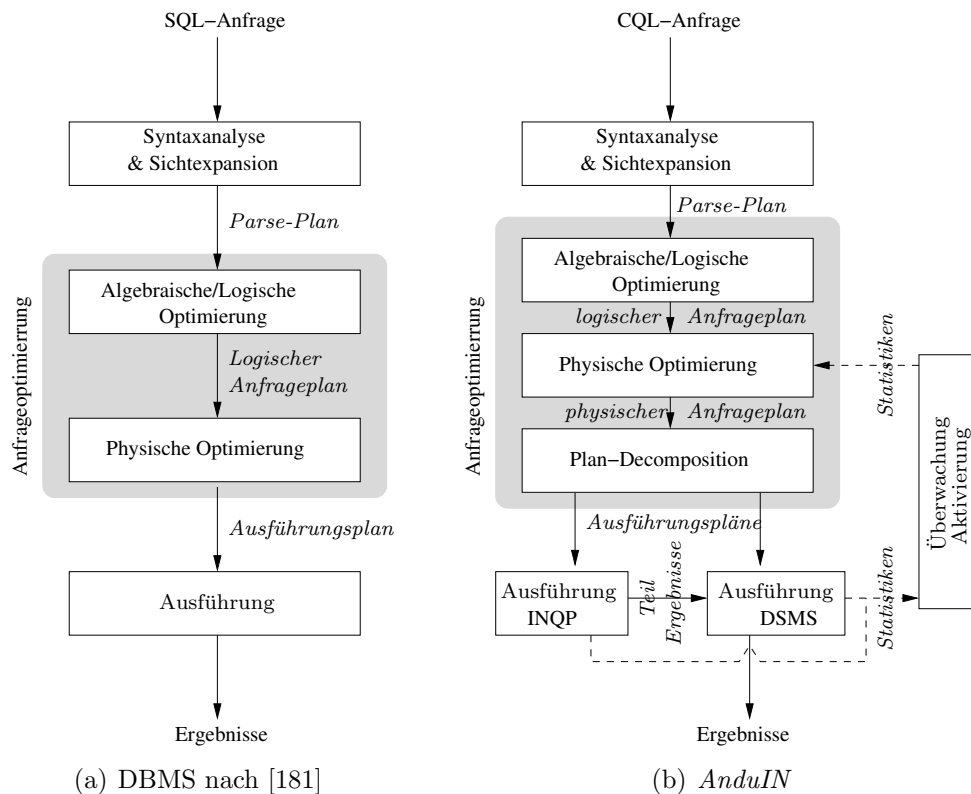 SQL-Anfrage
Syntaxanalyse
& Sichtexpansion
Parse-Plan
Anfrageoptimierrung
Algebraische/Logische
Optimierung
Logischer
Anfrageplan
Physische Optimierung
Ausführungsplan
Ausführung
Ergebnisse
(a) DBMS nach [181]
CQL-Anfrage
Syntaxanalyse
& Sichtexpansion
Parse-Plan
Anfrageoptimierrung
Algebraische/Logische
Optimierung
logischer Anfrageplan
Physische Optimierung
Statistiken
physischer Anfrageplan
Plan-Decomposition
Überwachung
Aktivierung
Ausführungspläne
Ausführung
INQP
Teil
Ergebnisse
Ausführung
DSMS
Statistiken
Ergebnisse
(b) AnduIN